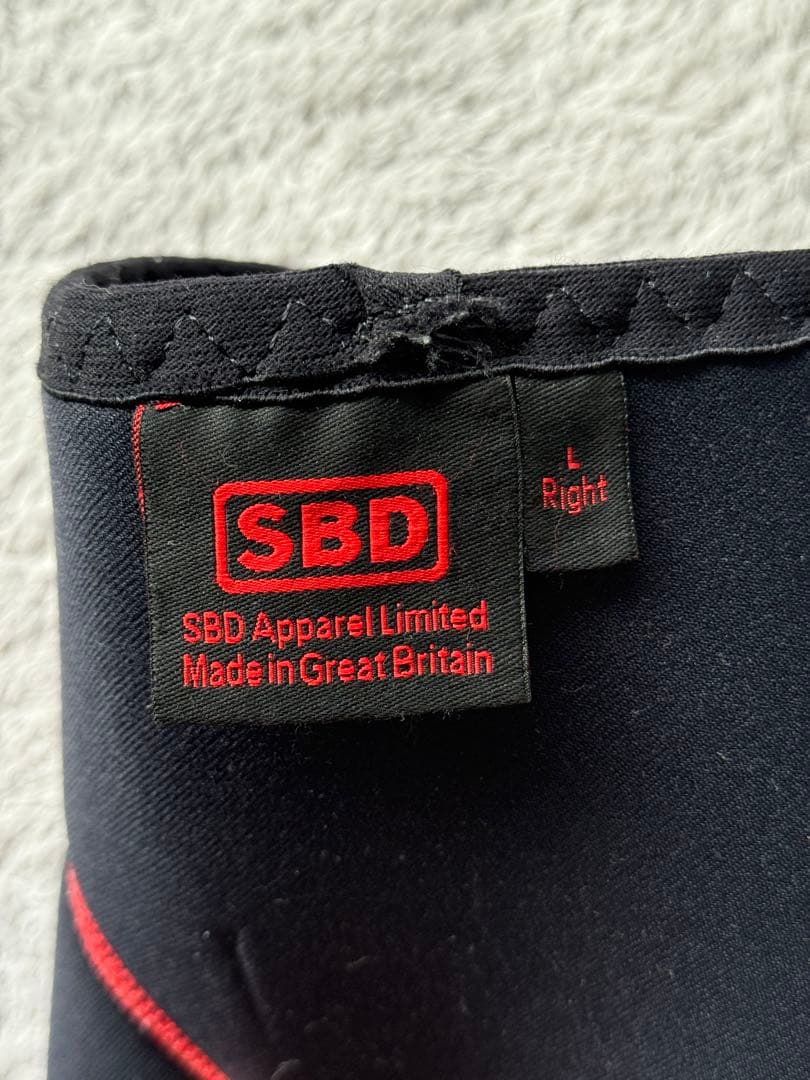 SBD
SBD Apparel Limited
Made in Great Britain
L
Right